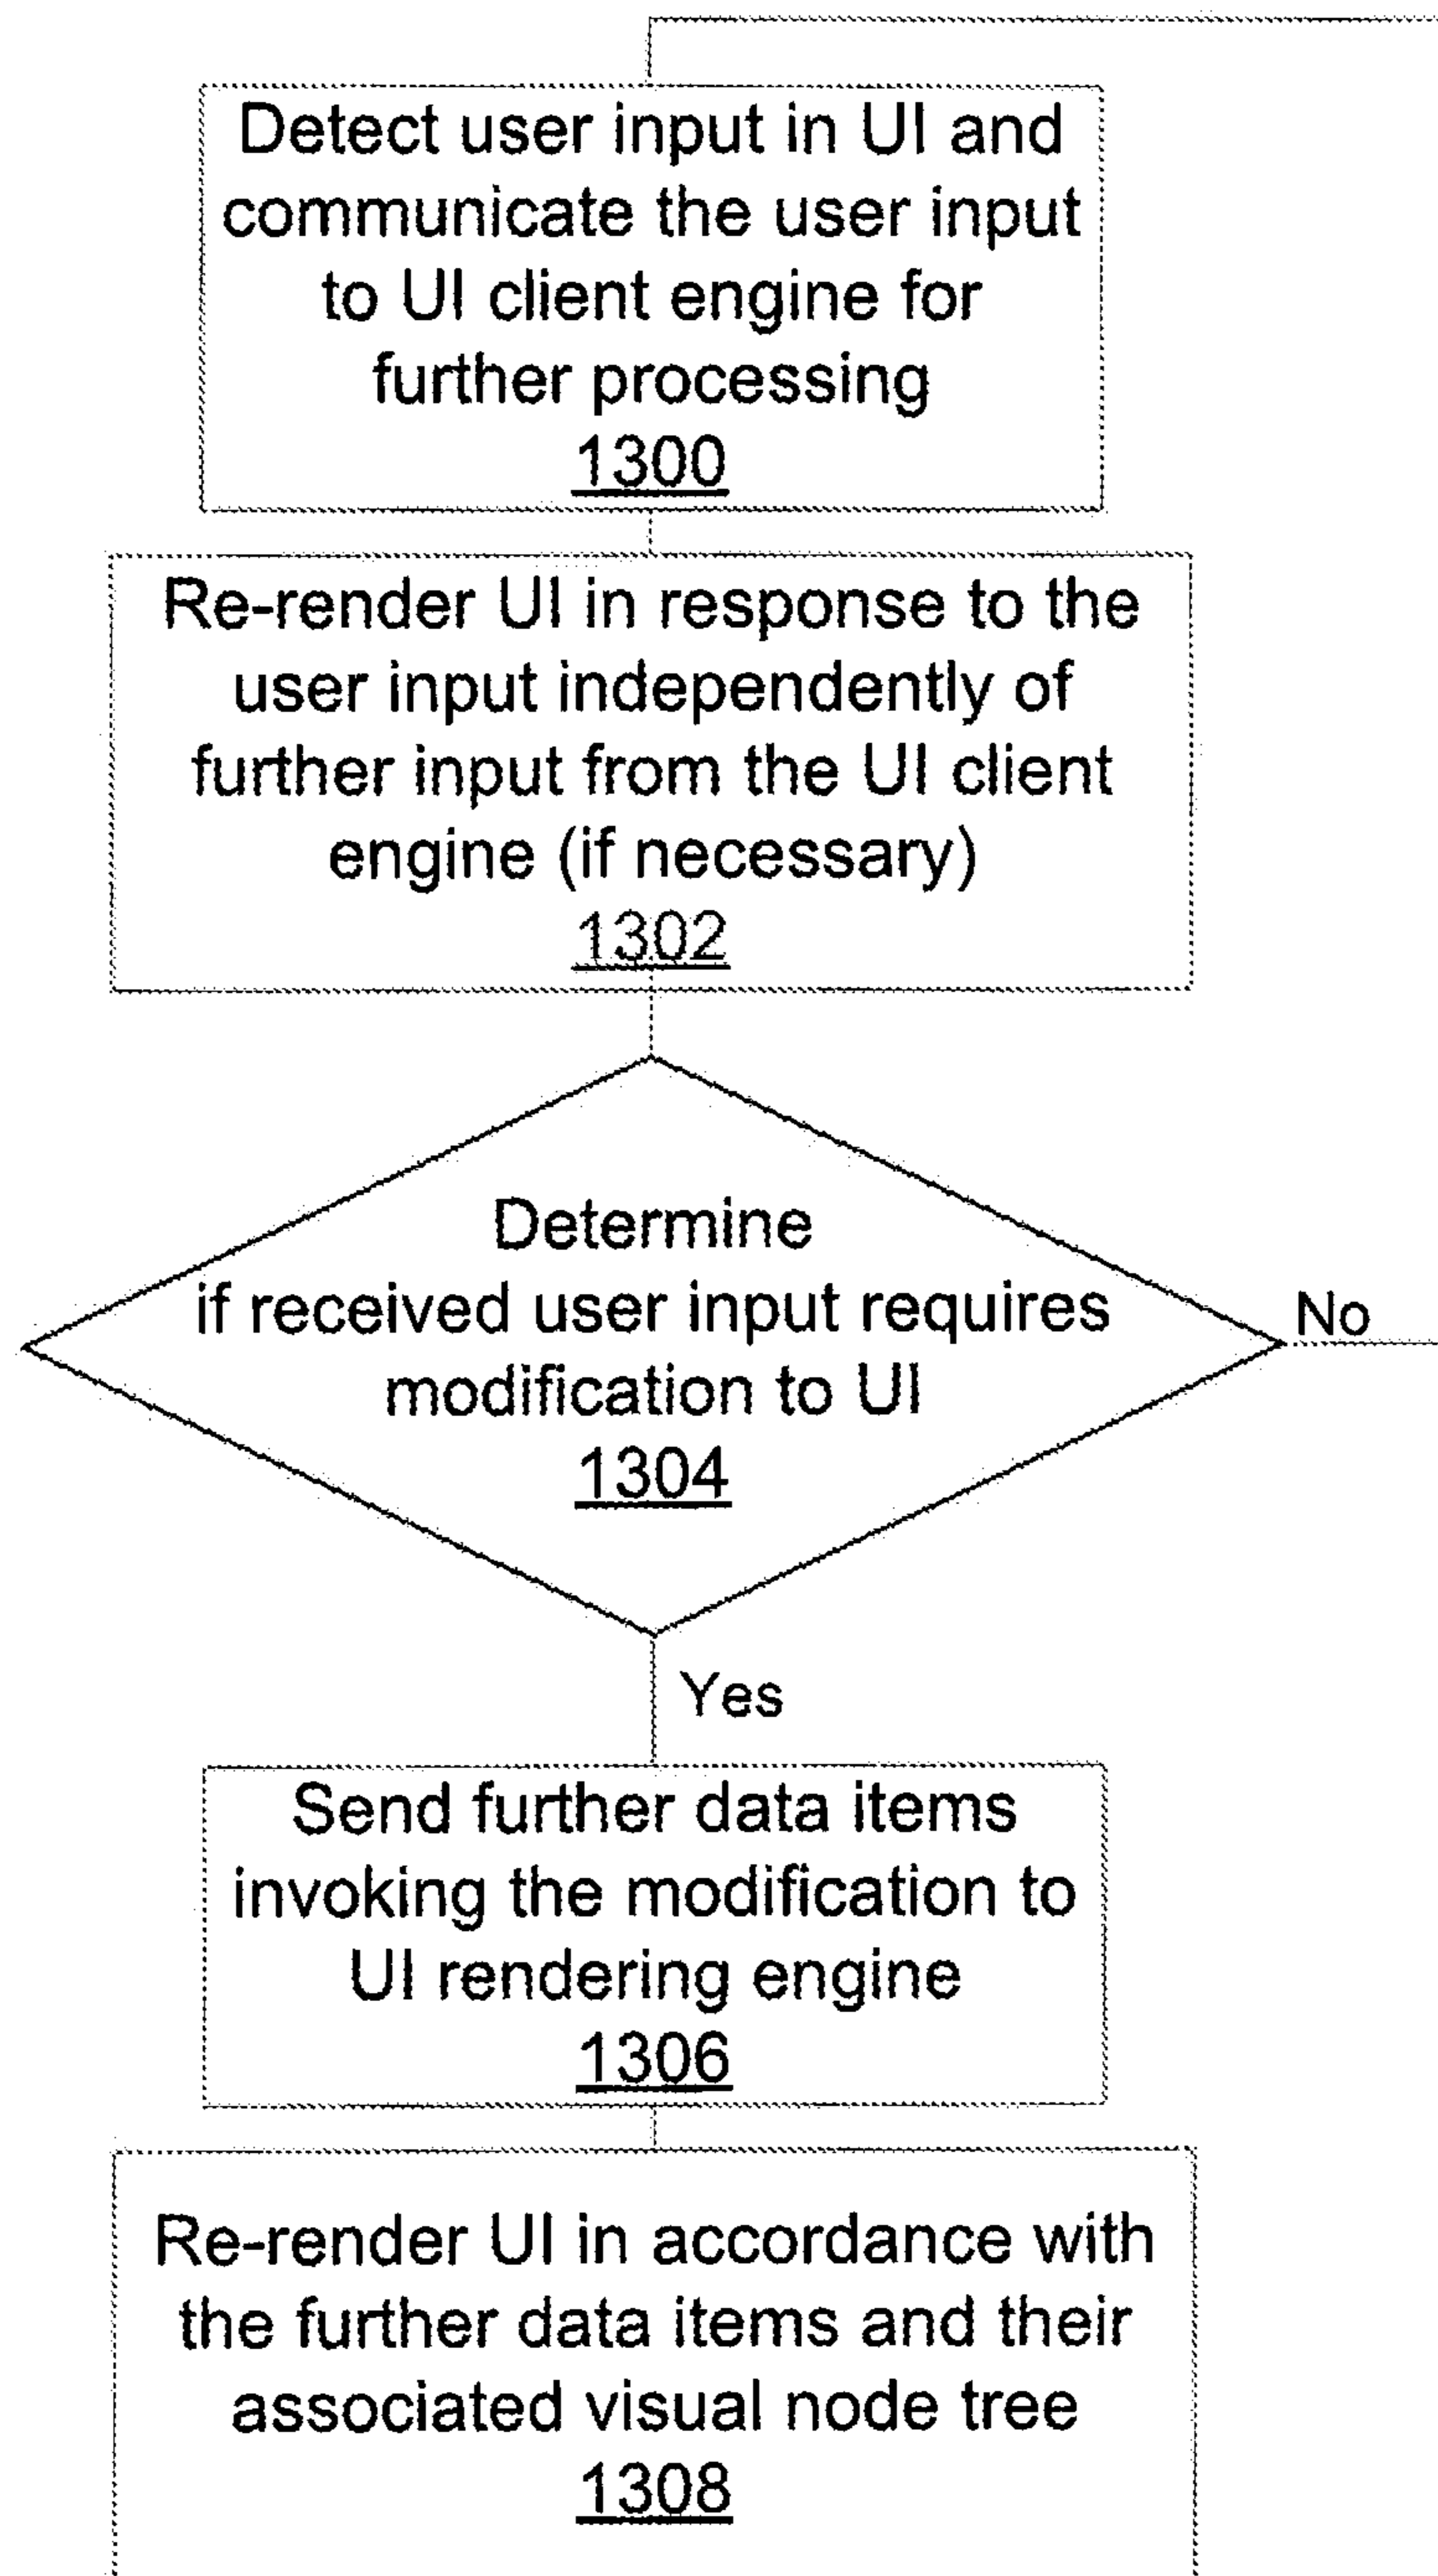 Detect user input in UI and
communicate the user input
to UI client engine for
further processing
1300
Re-render UI in response to the
user input independently of
further input from the UI client
engine (if necessary)
1302
Determine
if received user input requires
modification to UI
1304
No
Yes
Send further data items
invoking the modification to
UI rendering engine
1306
Re-render UI in accordance with
the further data items and their
associated visual node tree
1308